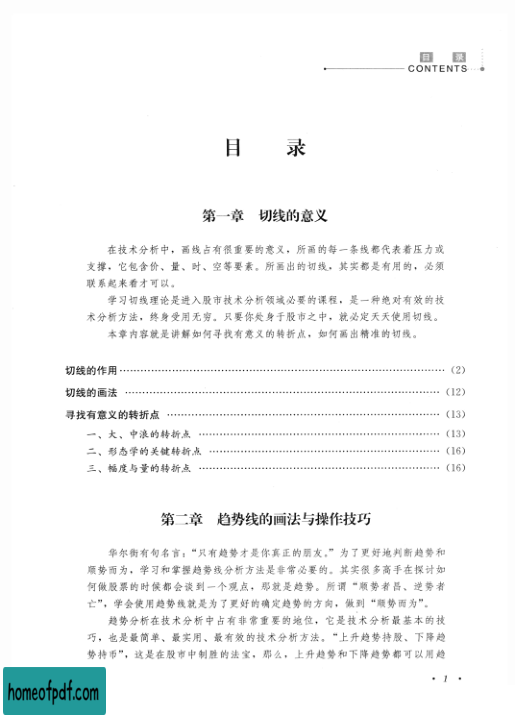 目 录
CONTENTS
目 录
第一章 切线的意义
在技术分析中，画线占有很重要的意义，所画的每一条线都代表着压力或
支撑，它包含价、量、时、空等要素。所画出的切线，其实都是有用的，必须
联系起来看才可以。
学习切线理论是进入股市技术分析领域必要的课程，是一种绝对有效的技
术分析方法，终身受用无穷。只要你处身于股市之中，就必定天天使用切线。
本章内容就是讲解如何寻找有意义的转折点，如何画出精准的切线。
切线的作用 …… (2)
切线的画法 …… (12)
寻找有意义的转折点 …… (13)
一、大、中浪的转折点 …… (13)
二、形态学的关键转折点 …… (16)
三、幅度与量的转折点 …… (16)
第二章 趋势线的画法与操作技巧
华尔街有句名言：“只有趋势才是你真正的朋友。”为了更好地判断趋势和
顺势而为，学习和掌握趋势线分析方法是非常必要的。其实很多高手在探讨如
何做股票的时候都会谈到一个观点，那就是趋势。所谓“顺势者昌、逆势者
亡”，学会使用趋势线就是为了更好的确定趋势的方向，做到“顺势而为”。
趋势分析在技术分析中占有非常重要的地位，它是技术分析最基本的技
巧，也是最简单、最实用、最有效的技术分析方法。“上升趋势持股、下降趋
势持币”，这是在股市中制胜的法宝，那么，上升趋势和下降趋势都可以用趋
· 1 ·
homeofpdf.com